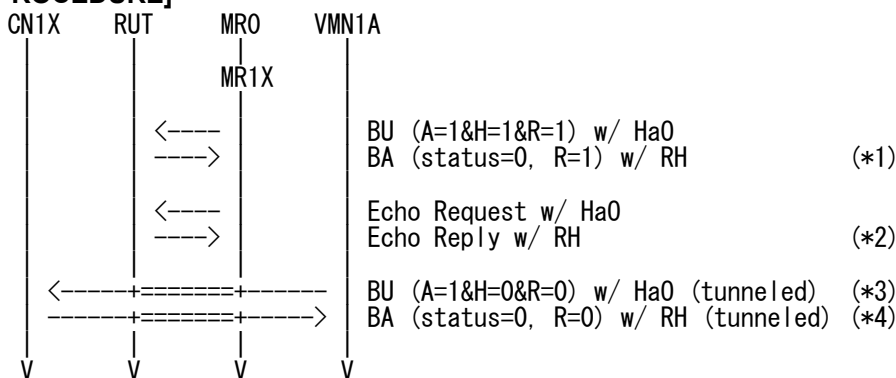 ROCEDURE]
CN1X RUT MR0 VMN1A
MR1X
<---- BU (A=1&H=1&R=1) w/ HaO
----> BA (status=0, R=1) w/ RH (*1)
<---- Echo Request w/ HaO
----> Echo Reply w/ RH (*2)
<-----+=======+------ BU (A=1&H=0&R=0) w/ HaO (tunneled) (*3)
------+=======+-----> BA (status=0, R=0) w/ RH (tunneled) (*4)
V V V V